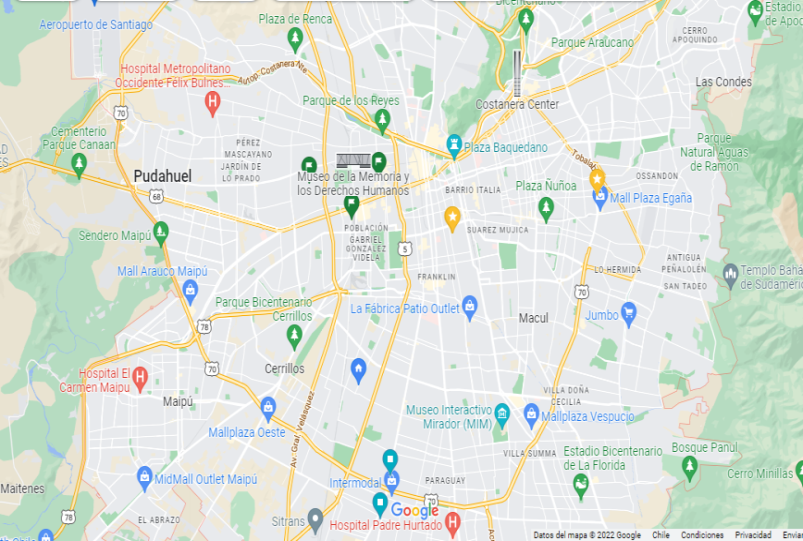 Aeropuerto de Santiago
Plaza de Renca
Bicentenario
Estadio
de Apo
CERRO
APOQUINDO
Parque Araucano
Hospital Metropolitano
Occidente Félix Bulnes...
Autop. Costanera Nte.
Las Condes
70
Parque de los Reyes
Costanera Center
Cementerio
Parque Canaan
PÉREZ
MASCAYANO
JARDÍN DE
LO PRADO
Plaza Baquedano
Tobalaba
Parque
Natural Aguas
de Ramón
Pudahuel
Museo de la Memoria y
los Derechos Humanos
BARRIO ITALIA
Plaza Ñuñoa
OSSANDON
68
Mall Plaza Egaña
Sendero Maipú
POBLACIÓN
GABRIEL
GONZÁLEZ
VIDELA
SUAREZ MUJICA
5
ANTIGUA
PEÑALOLÉN
Mall Arauco Maipú
FRANKLIN
LO HERMIDA
SAN TADEO
Templo Bahá
de Sudaméric
70
Parque Bicentenario
Cerrillos
La Fábrica Patio Outlet
Macul
Jumbo
78
70
Cerrillos
Hospital El
Carmen Maipú
Maipú
Av. Gral. Velásquez
VILLA DOÑA
CECILIA
Mallplaza Oeste
Museo Interactivo
Mirador (MIM)
Mallplaza Vespucio
VILLA SUMMA
Estadio Bicentenario
de La Florida
Bosque Panul
Cerro Minillas
MidMall Outlet Maipú
Maitenes
Intermodal
PARAGUAY
70
78
EL ABRAZO
Sitrans
Google
Hospital Padre Hurtado
Datos del mapa © 2022 Google Chile Condiciones Privacidad Enviar